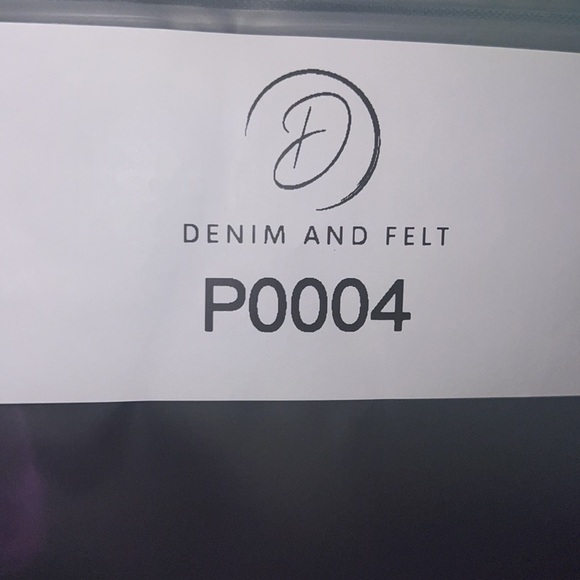 D
DENIM AND FELT
P0004